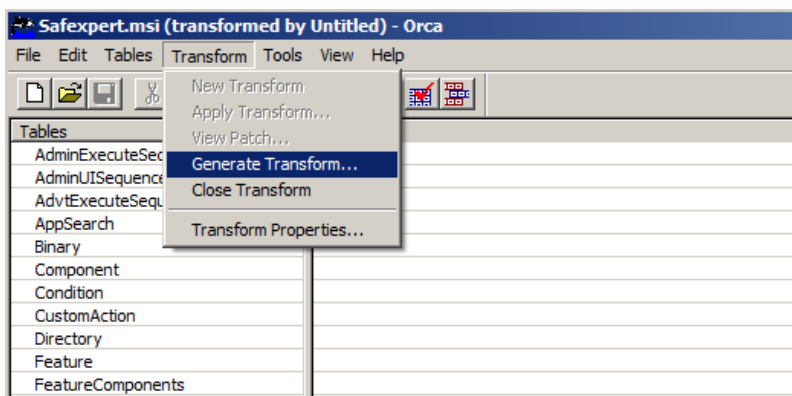 Safexpert.msi (transformed by Untitled) - Orca
File Edit Tables Transform Tools View Help
New Transform
Apply Transform...
View Patch...
Generate Transform...
Close Transform
Transform Properties...
Tables
AdminExecuteSec
AdminUISequence
AdvtExecuteSequ
AppSearch
Binary
Component
Condition
CustomAction
Directory
Feature
FeatureComponents